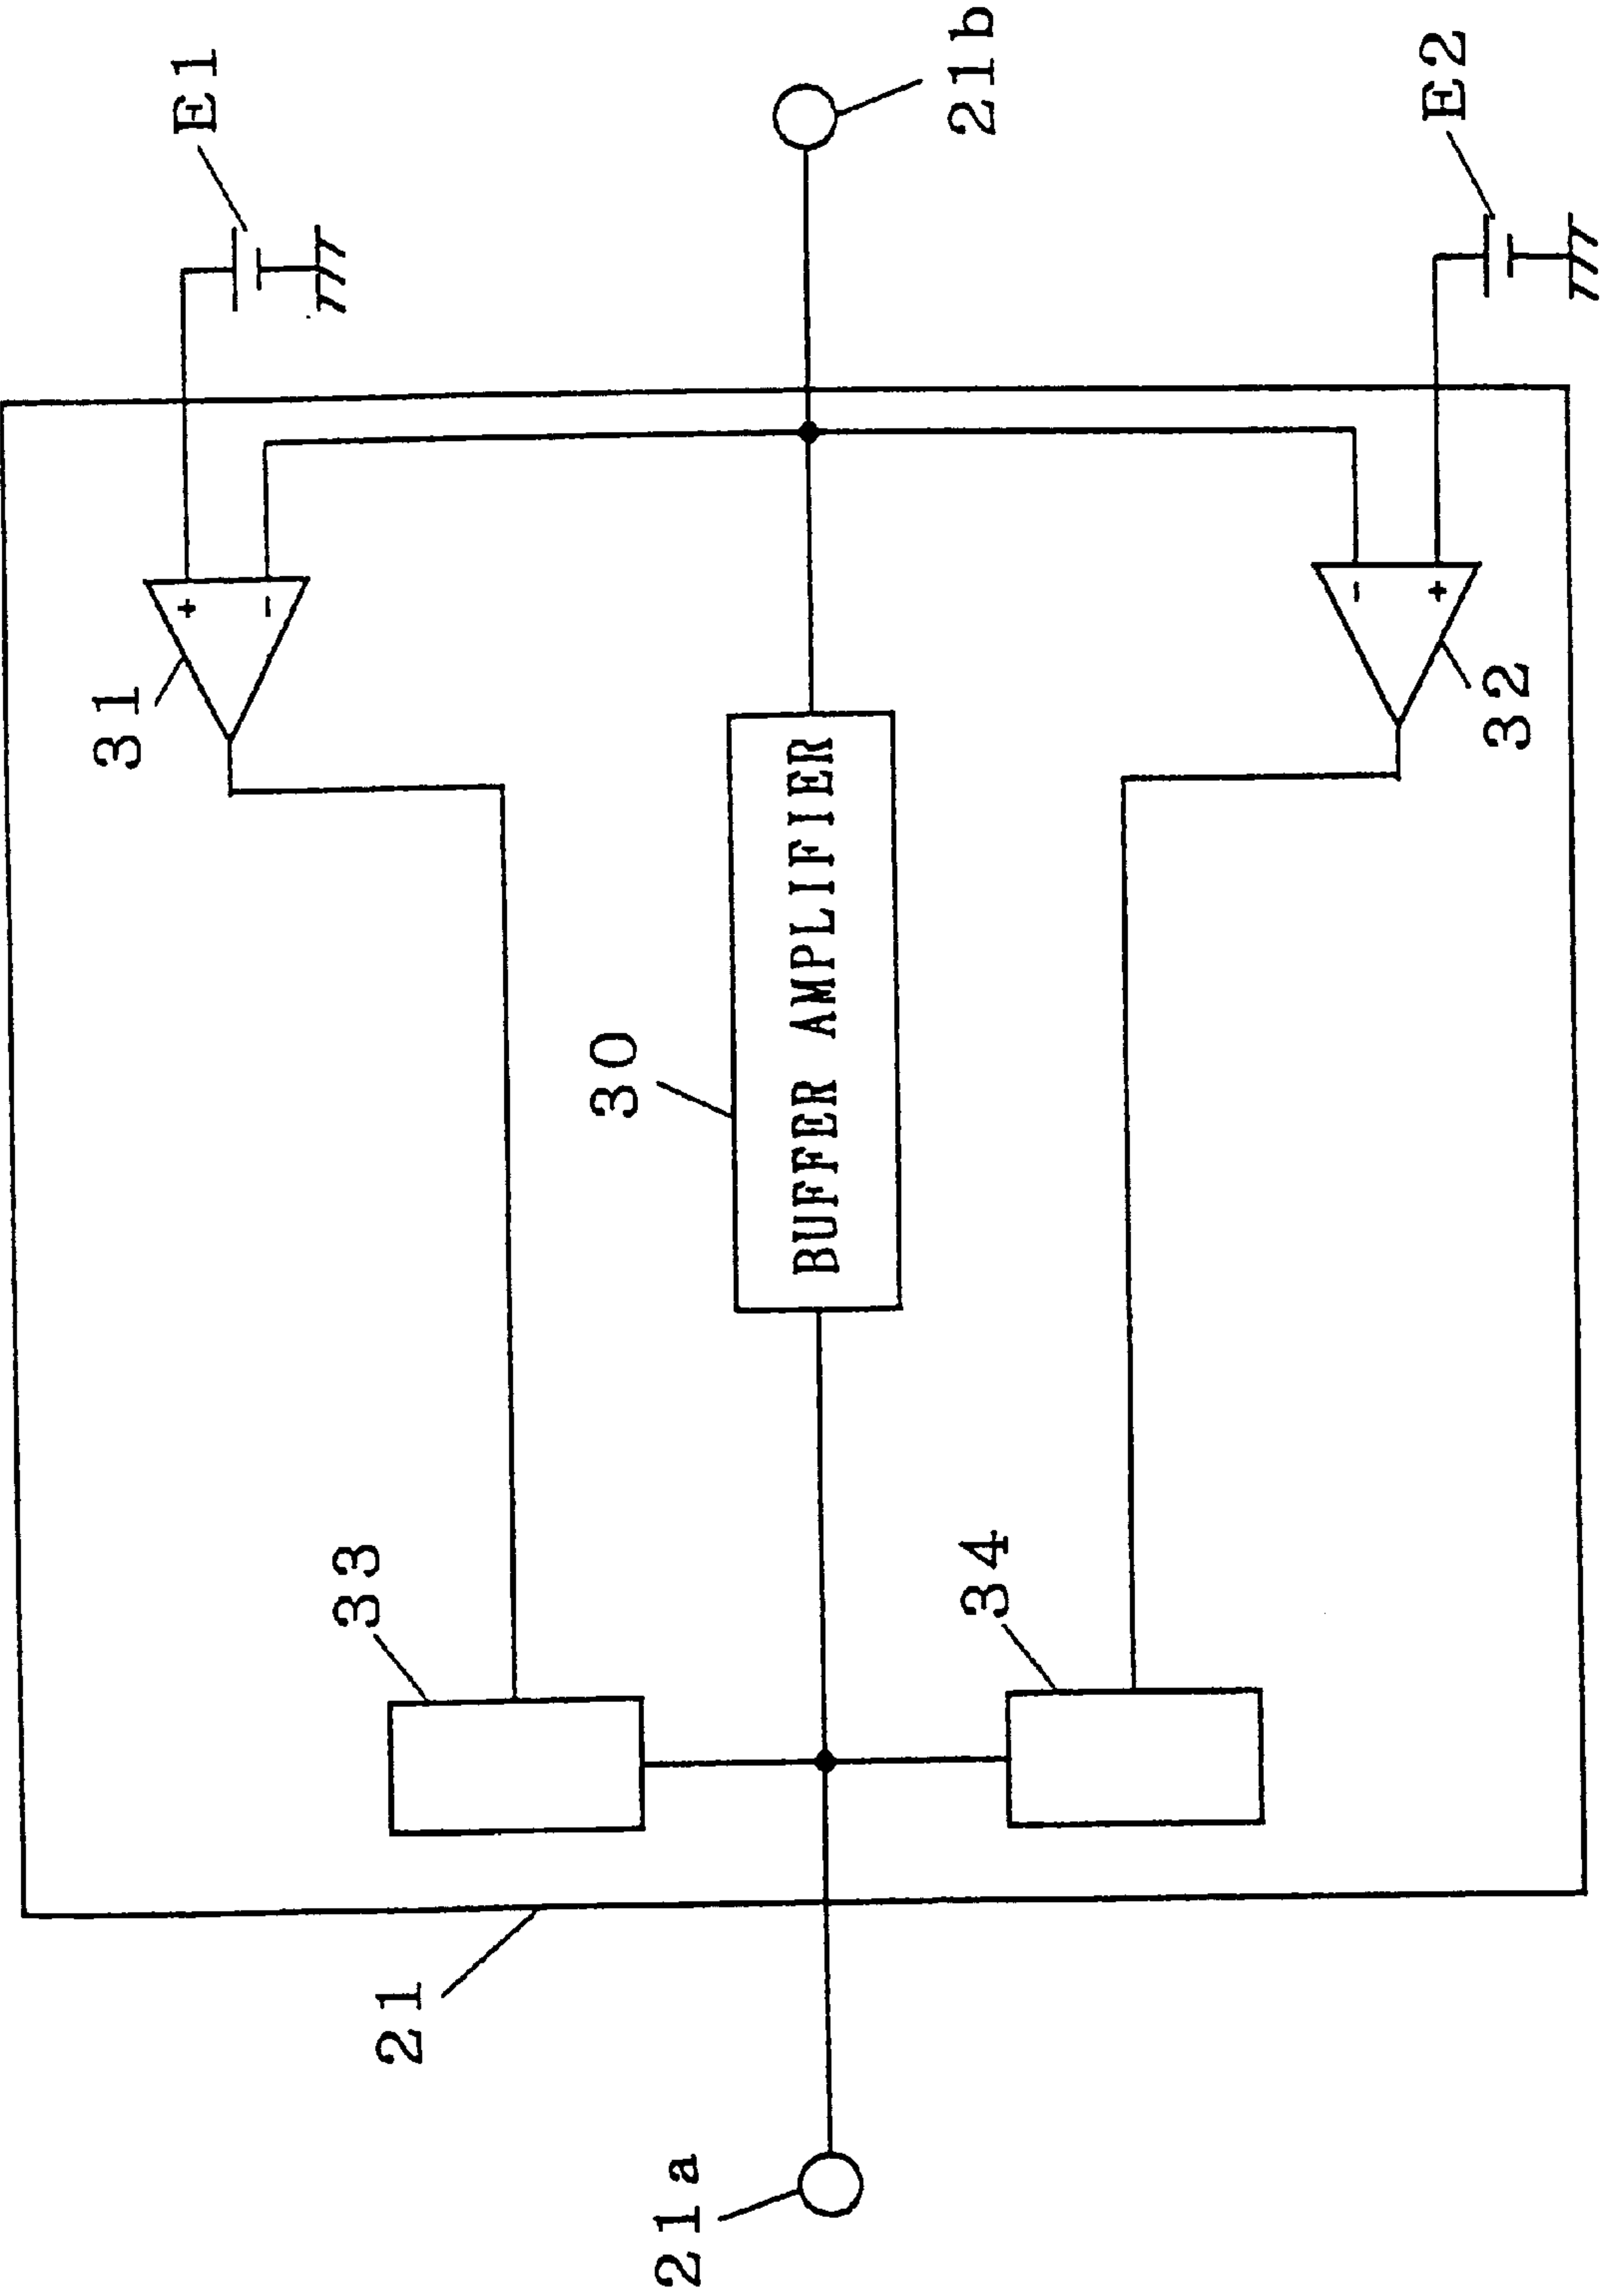 E1
21b
E2
31
+
-
32
-
+
30
BUFFER AMPLIFIER
33
34
21
21a